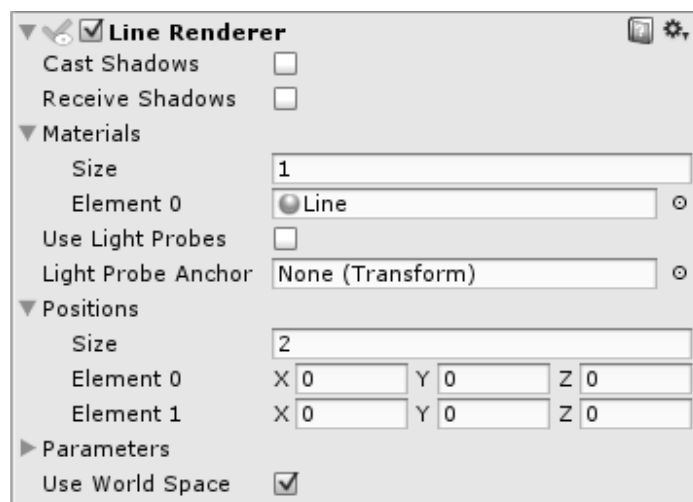 Line Renderer
Cast Shadows
Receive Shadows
Materials
Size 1
Element 0 Line
Use Light Probes
Light Probe Anchor None (Transform)
Positions
Size 2
Element 0 X 0 Y 0 Z 0
Element 1 X 0 Y 0 Z 0
Parameters
Use World Space